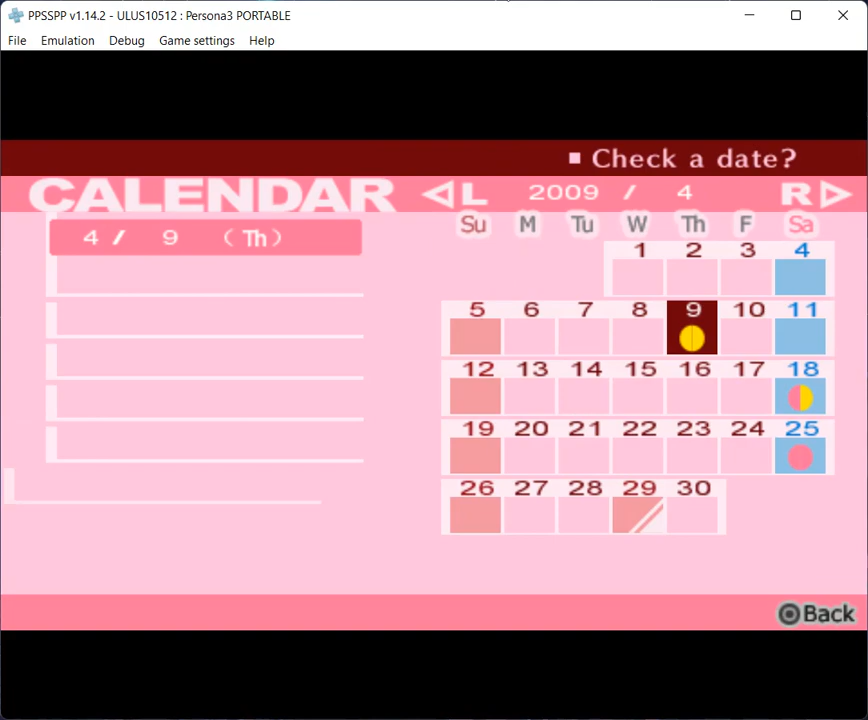 PPSSPP v1.14.2 - ULUS10512 : Persona3 PORTABLE
File Emulation Debug Game settings Help
Check a date?
CALENDAR L 2009 / 4 R
4 / 9 (Th)
Su M Tu W Th F Sa
1 2 3 4
5 6 7 8 9 10 11
12 13 14 15 16 17 18
19 20 21 22 23 24 25
26 27 28 29 30
Back